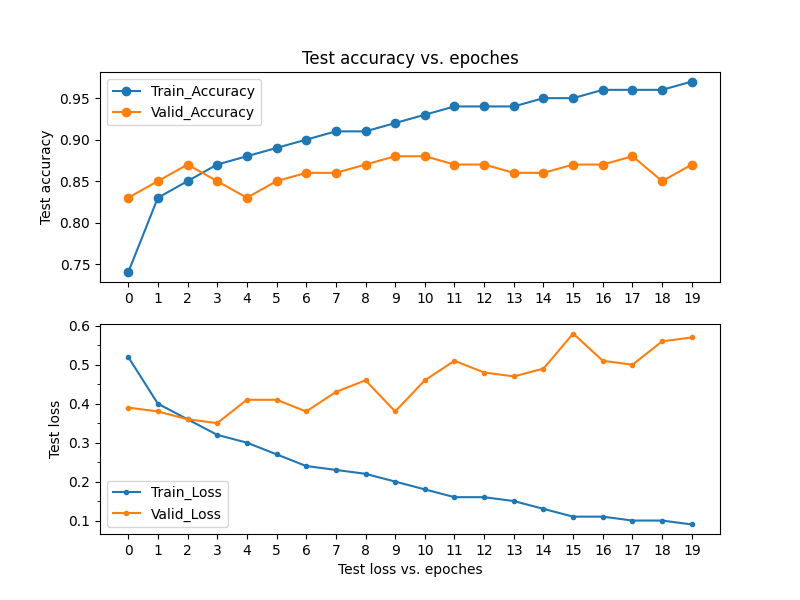 Test accuracy vs. epoches
Test accuracy
0.95
0.90
0.85
0.80
0.75
Train_Accuracy
Valid_Accuracy
0 1 2 3 4 5 6 7 8 9 10 11 12 13 14 15 16 17 18 19
Test loss
0.6
0.5
0.4
0.3
0.2
0.1
Train_Loss
Valid_Loss
0 1 2 3 4 5 6 7 8 9 10 11 12 13 14 15 16 17 18 19
Test loss vs. epoches